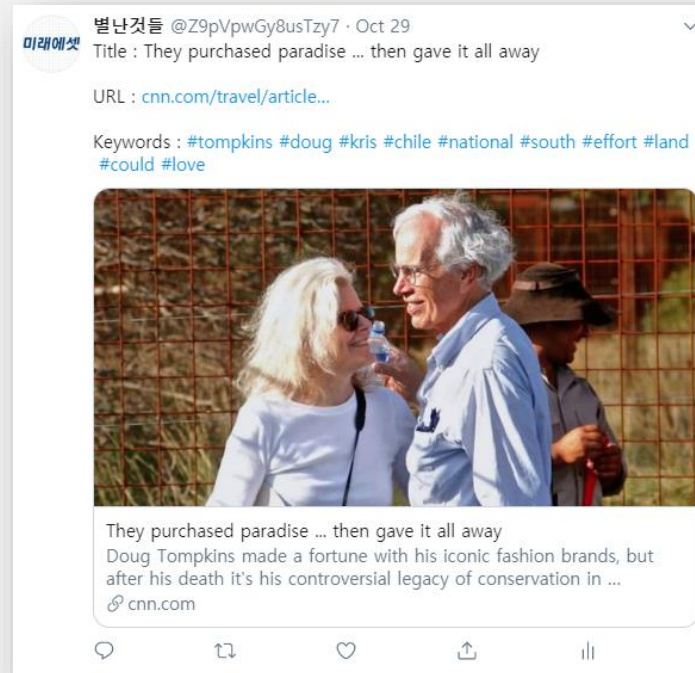 미래에셋
별난것들 @Z9pVpwGy8usTzy7 · Oct 29
Title : They purchased paradise ... then gave it all away
URL : cnn.com/travel/article...
Keywords : #tompkins #doug #kris #chile #national #south #effort #land
#could #love
They purchased paradise ... then gave it all away
Doug Tompkins made a fortune with his iconic fashion brands, but
after his death it's his controversial legacy of conservation in ...
cnn.com